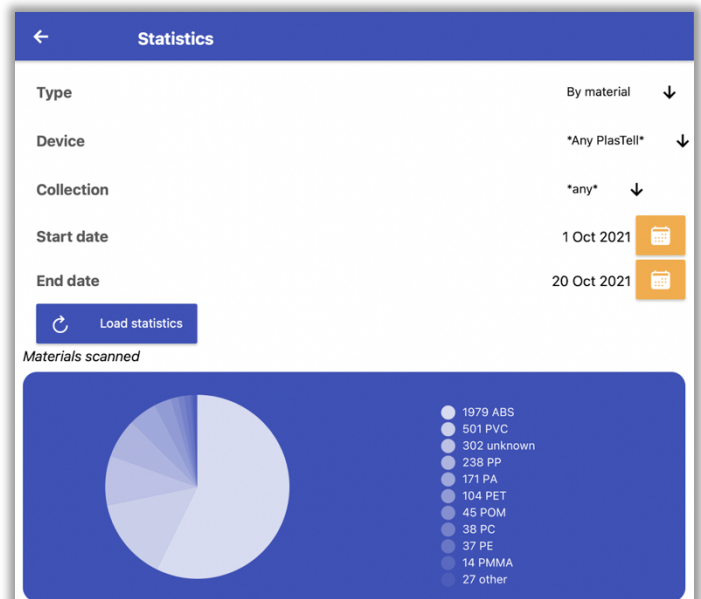 Statistics
Type By material
Device *Any PlasTell*
Collection *any*
Start date 1 Oct 2021
End date 20 Oct 2021
Load statistics
Materials scanned
1979 ABS
501 PVC
302 unknown
238 PP
171 PA
104 PET
45 POM
38 PC
37 PE
14 PMMA
27 other